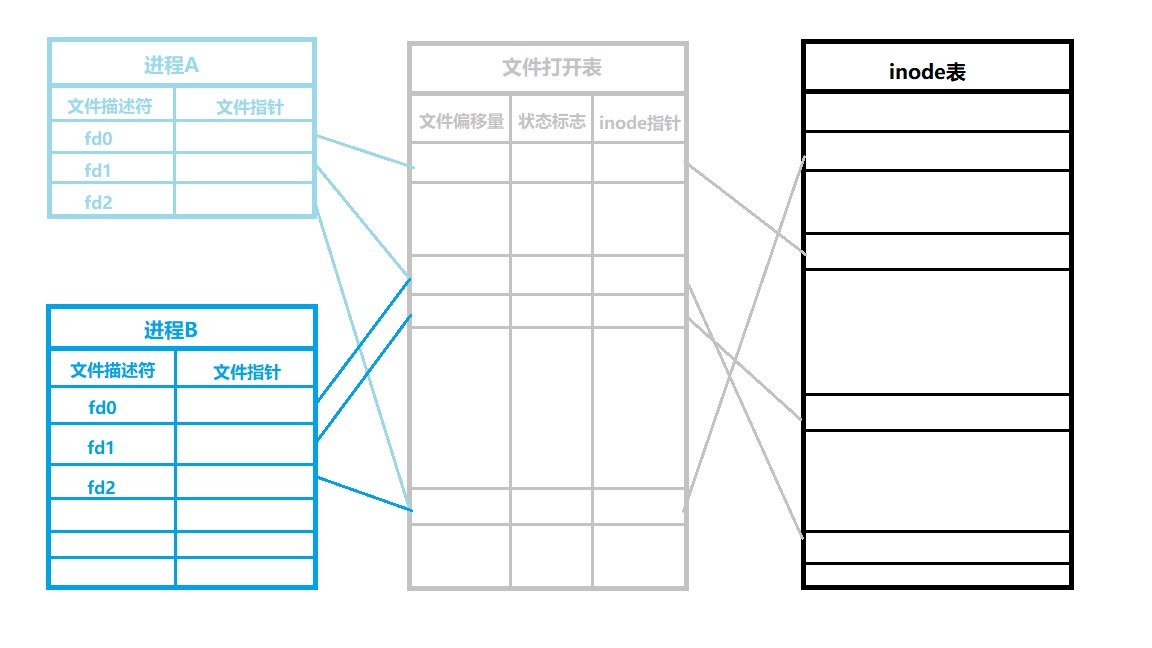 进程A
文件描述符 文件指针
fd0
fd1
fd2
进程B
文件描述符 文件指针
fd0
fd1
fd2
文件打开表
文件偏移量 状态标志 inode指针
inode表